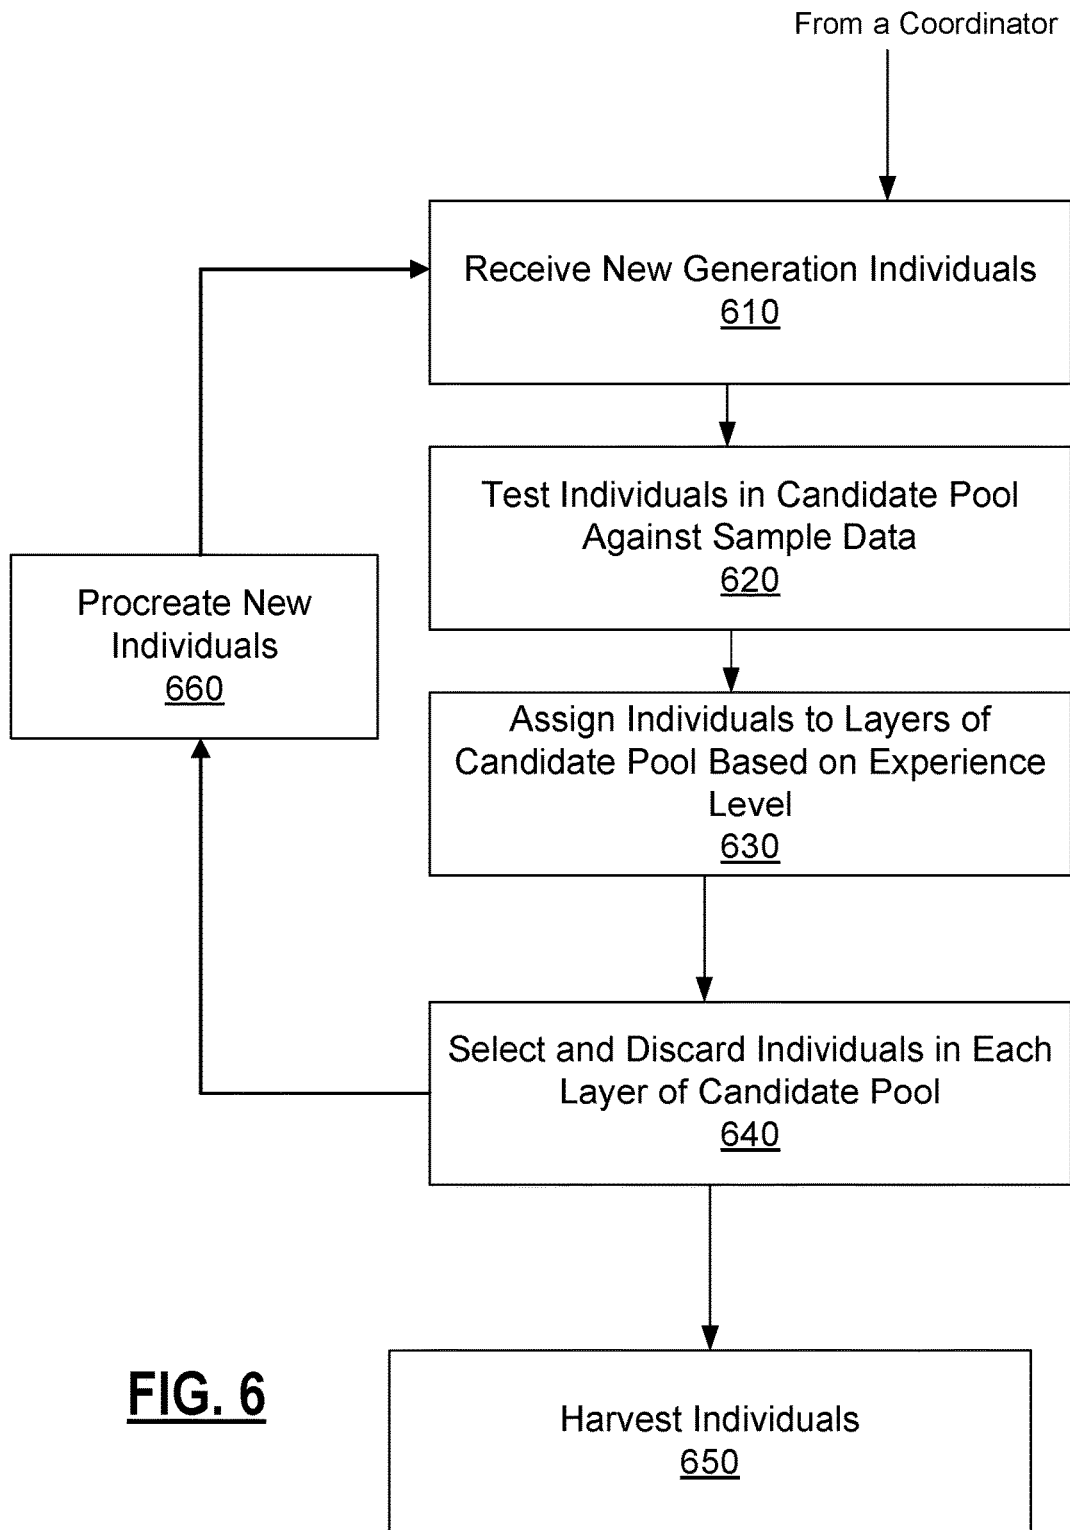 From a Coordinator
Receive New Generation Individuals
610
Test Individuals in Candidate Pool
Against Sample Data
620
Procreate New
Individuals
660
Assign Individuals to Layers of
Candidate Pool Based on Experience
Level
630
Select and Discard Individuals in Each
Layer of Candidate Pool
640
FIG. 6
Harvest Individuals
650